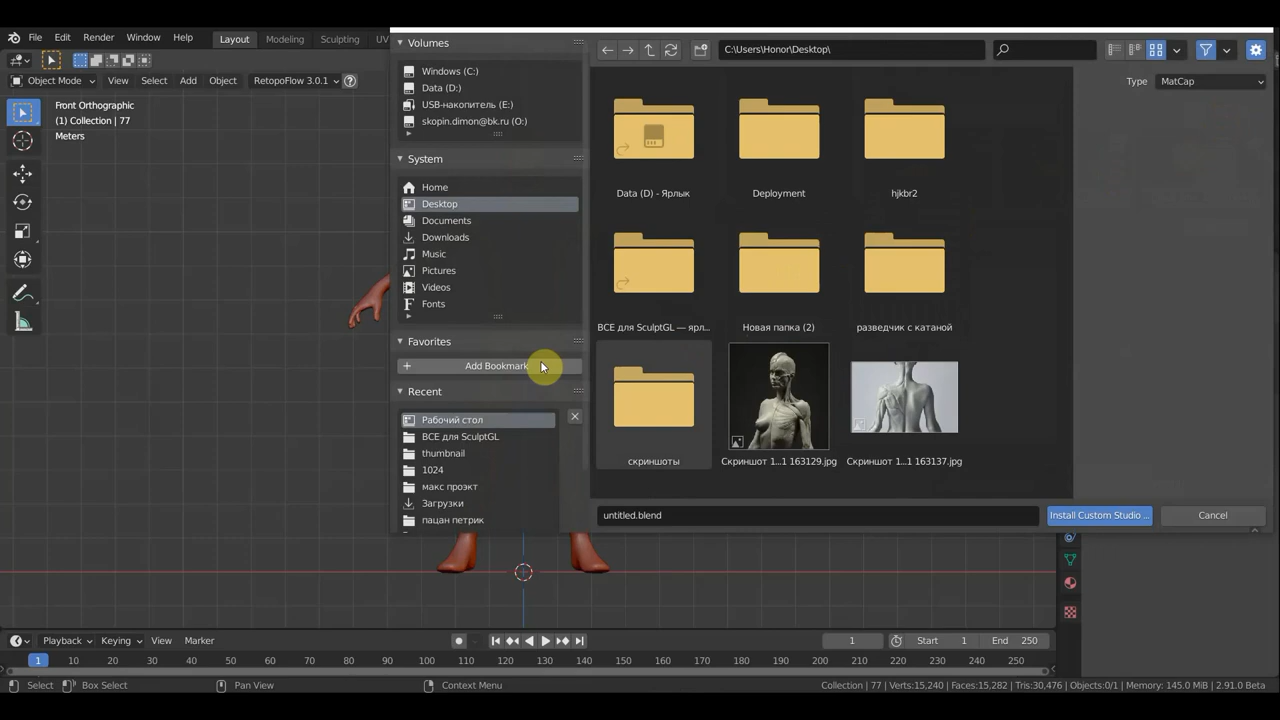 File Edit Render Window Help Layout Modeling Sculpting UV
Object Mode View Select Add Object RetopoFlow 3.0.1
Front Orthographic
(1) Collection | 77
Meters
Volumes
Windows (C:)
Data (D:)
USB-накопитель (E:)
skopin.dimon@bk.ru (O:)
System
Home
Desktop
Documents
Downloads
Music
Pictures
Videos
Fonts
Favorites
Add Bookmark
Recent
Рабочий стол
ВСЕ для SculptGL
thumbnail
1024
макс проэкт
Загрузки
пацан петрик
C:\Users\Honor\Desktop\
Data (D) - Ярлык
Deployment
hjkbr2
ВСЕ для SculptGL — ярл...
Новая папка (2)
разведчик с катаной
скриншоты
Скриншот 1...1 163129.jpg
Скриншот 1...1 163137.jpg
untitled.blend
Install Custom Studio ...
Cancel
Type MatCap
Playback Keying View Marker
1 Start 1 End 250
1 10 20 30 40 50 60 70 80 90 100 110 120 130 140 150 160 170 180 190 200 210 220 230 240 250
Select Box Select Pan View Context Menu
Collection | 77 | Verts:15,240 | Faces:15,282 | Tris:30,476 | Objects:0/1 | Memory: 145.0 MiB | 2.91.0 Beta